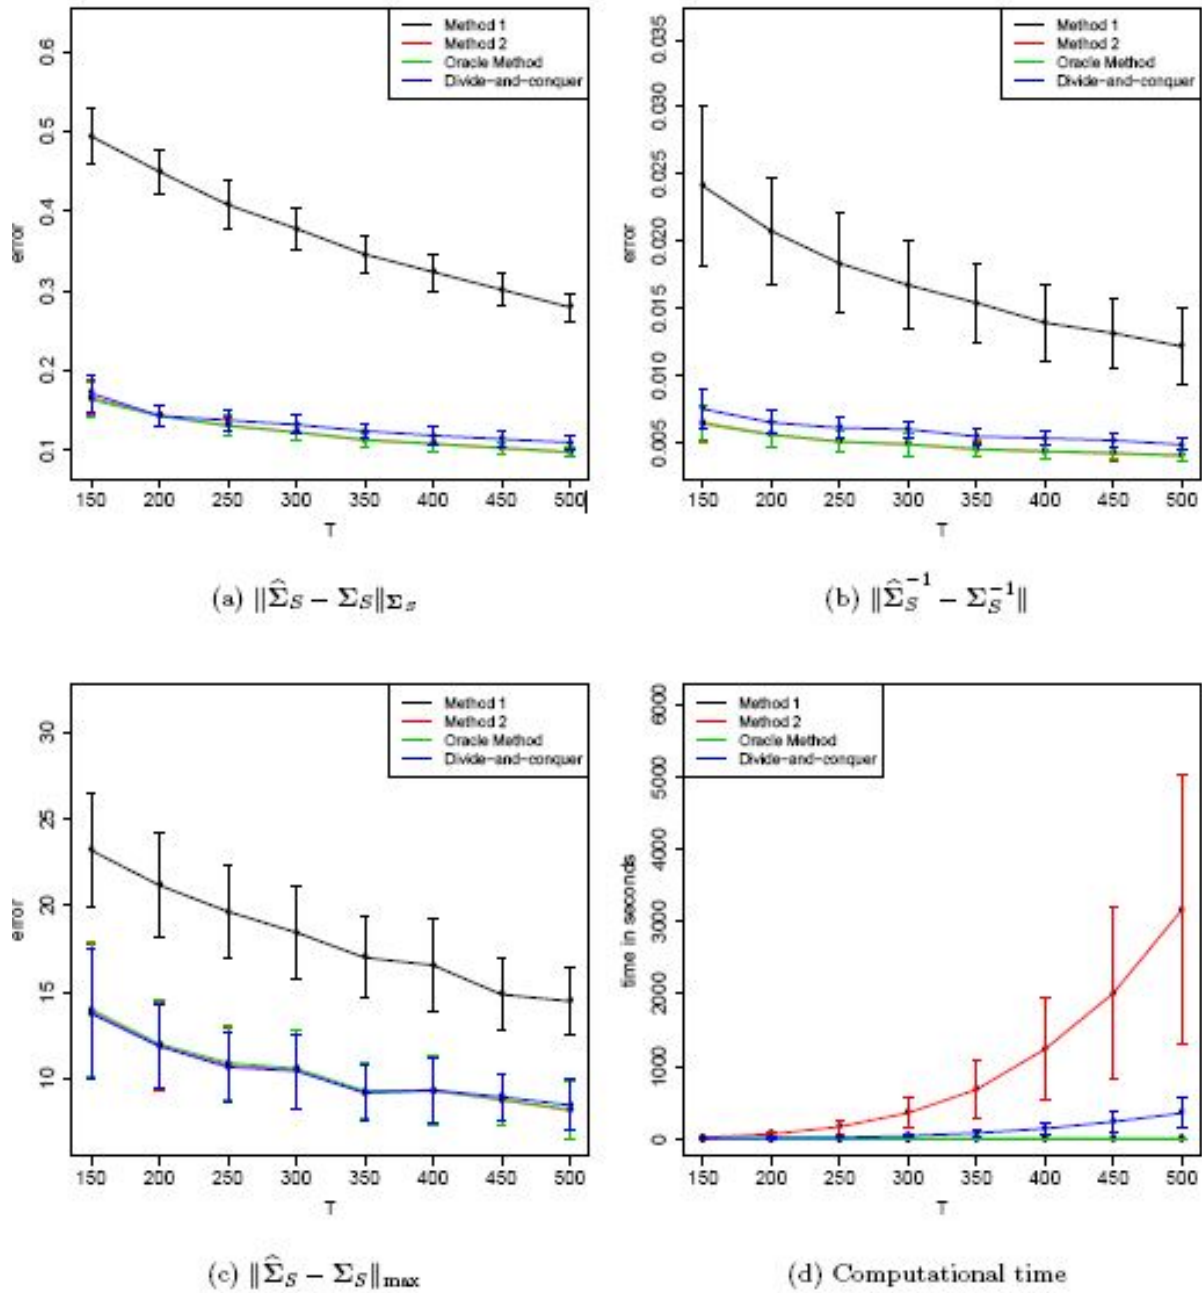 Method 1
Method 2
Oracle Method
Divide-and-conquer
error
0.1 0.2 0.3 0.4 0.5 0.6
150 200 250 300 350 400 450 500
T
(a) ‖Σ̂_S − Σ_S‖_Σ_S
Method 1
Method 2
Oracle Method
Divide-and-conquer
error
0.005 0.010 0.015 0.020 0.025 0.030 0.035
150 200 250 300 350 400 450 500
T
(b) ‖Σ̂_S^{-1} − Σ_S^{-1}‖
Method 1
Method 2
Oracle Method
Divide-and-conquer
error
10 15 20 25 30
150 200 250 300 350 400 450 500
T
(c) ‖Σ̂_S − Σ_S‖_max
Method 1
Method 2
Oracle Method
Divide-and-conquer
time in seconds
0 1000 2000 3000 4000 5000 6000
150 200 250 300 350 400 450 500
T
(d) Computational time